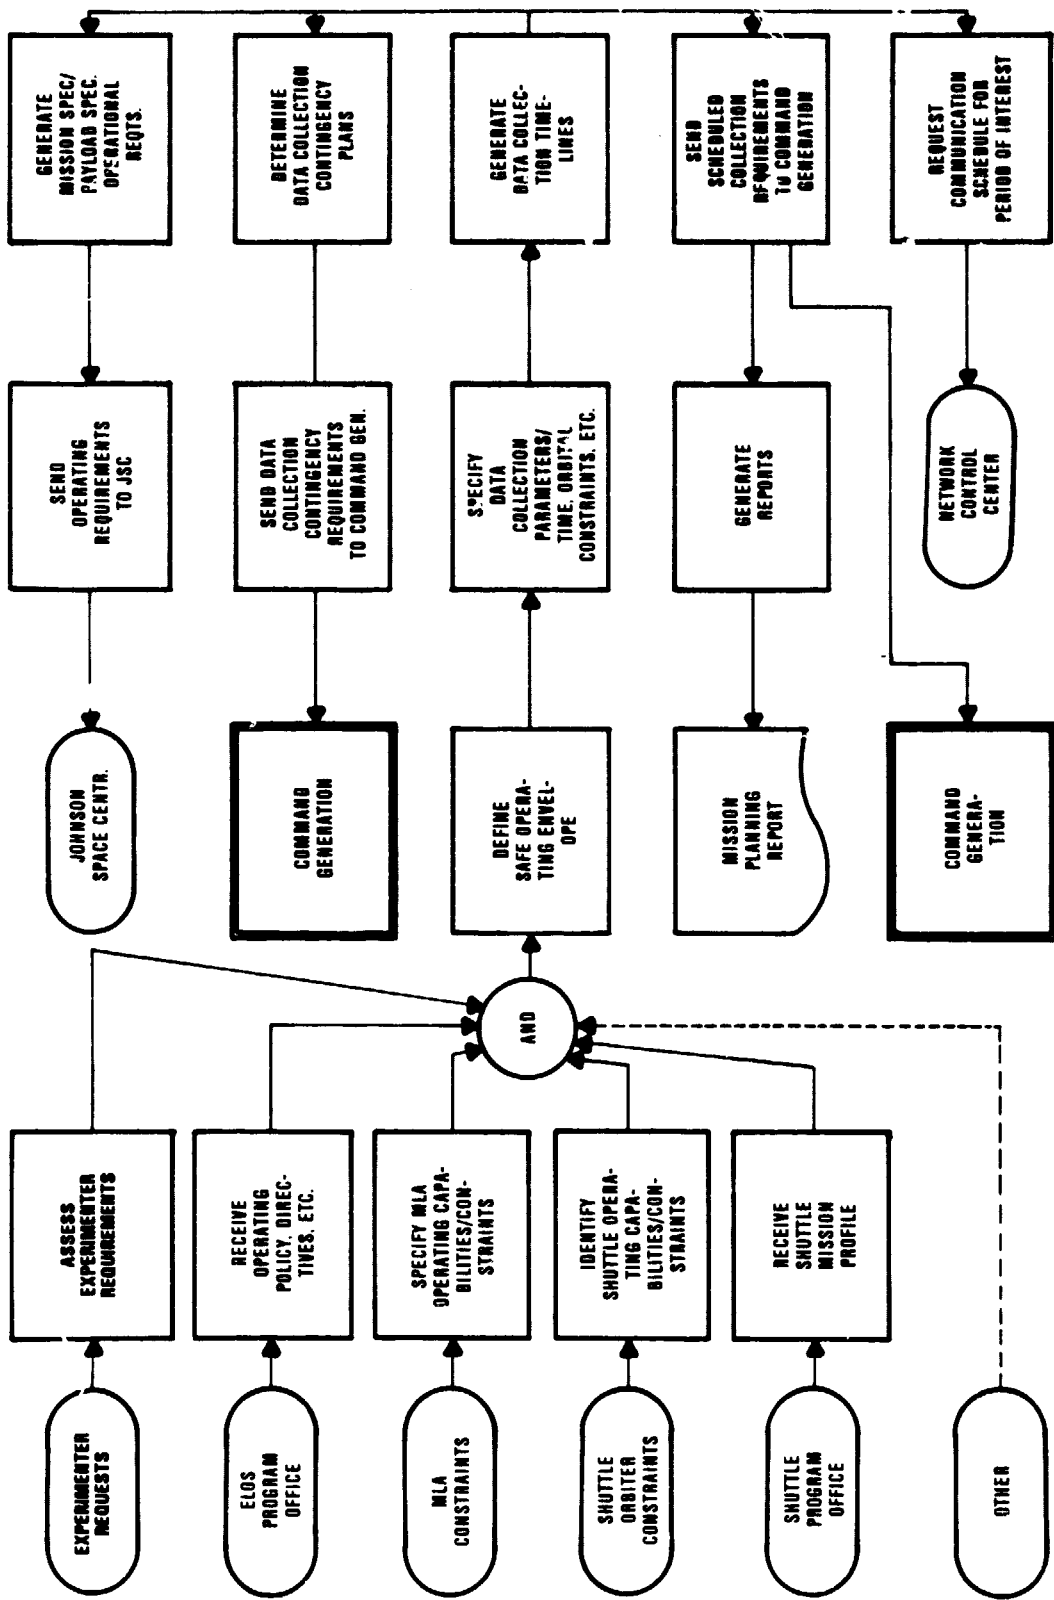 EXPERIMENTER
REQUESTS
ELOS
PROGRAM
OFFICE
MLA
CONSTRAINTS
SHUTTLE
ORBITER
CONSTRAINTS
SHUTTLE
PROGRAM
OFFICE
OTHER
ASSESS
EXPERIMENTER
REQUIREMENTS
RECEIVE
OPERATING
POLICY, DIREC-
TIVES, ETC.
SPECIFY MLA
OPERATING CAPA-
BILITIES/CON-
STRAINTS
IDENTIFY
SHUTTLE OPERA-
TING CAPA-
BILITIES/CON-
STRAINTS
RECEIVE
SHUTTLE
MISSION
PROFILE
AND
JOHNSON
SPACE CENTR.
COMMAND
GENERATION
DEFINE
SAFE OPERA-
TING ENVEL-
OPE
MISSION
PLANNING
REPORT
COMMAND
GENERA-
TION
SEND
OPERATING
REQUIREMENTS
TO JSC
SEND DATA
COLLECTION
CONTINGENCY
REQUIREMENTS
TO COMMAND GEN.
SPECIFY
DATA
COLLECTION
PARAMETERS/
TIME, ORBITAL
CONSTRAINTS, ETC.
GENERATE
REPORTS
NETWORK
CONTROL
CENTER
GENERATE
MISSION SPEC/
PAYLOAD SPEC.
OPERATIONAL
REQTS.
DETERMINE
DATA COLLECTION
CONTINGENCY
PLANS
GENERATE
DATA COLLEC-
TION TIME-
LINES
SEND
SCHEDULED
COLLECTION
REQUIREMENTS
TO COMMAND
GENERATION
REQUEST
COMMUNICATION
SCHEDULE FOR
PERIOD OF INTEREST